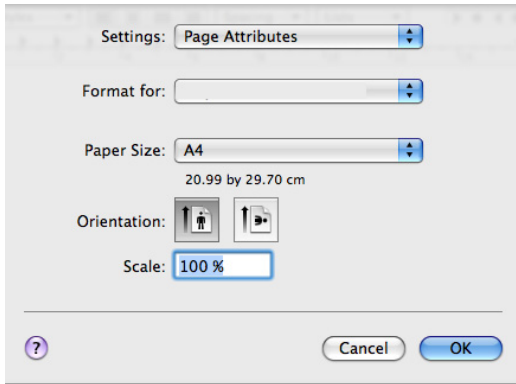 Settings: Page Attributes
Format for:
Paper Size: A4
20.99 by 29.70 cm
Orientation:
Scale: 100 %
? Cancel OK